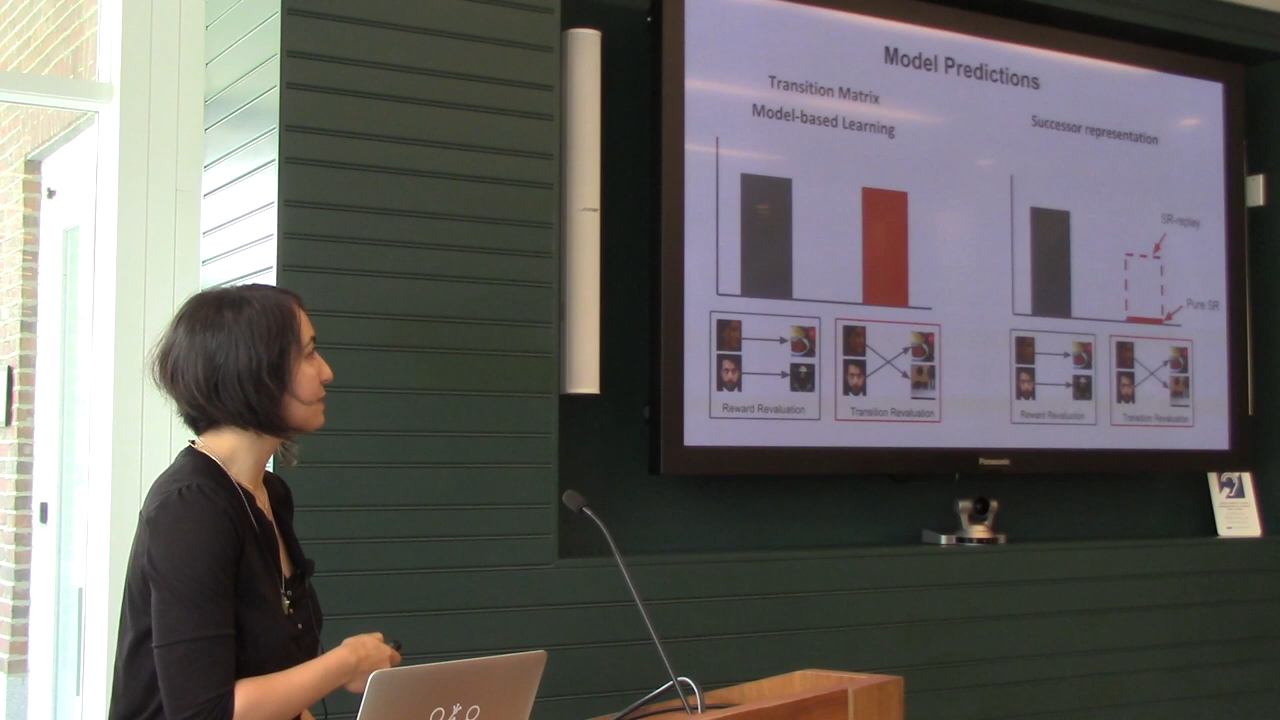 Model Predictions
Transition Matrix
Model-based Learning
Successor representation
SR-replay
Pure SR
Reward Revaluation
Transition Revaluation
Reward Revaluation
Transition Revaluation
Panasonic